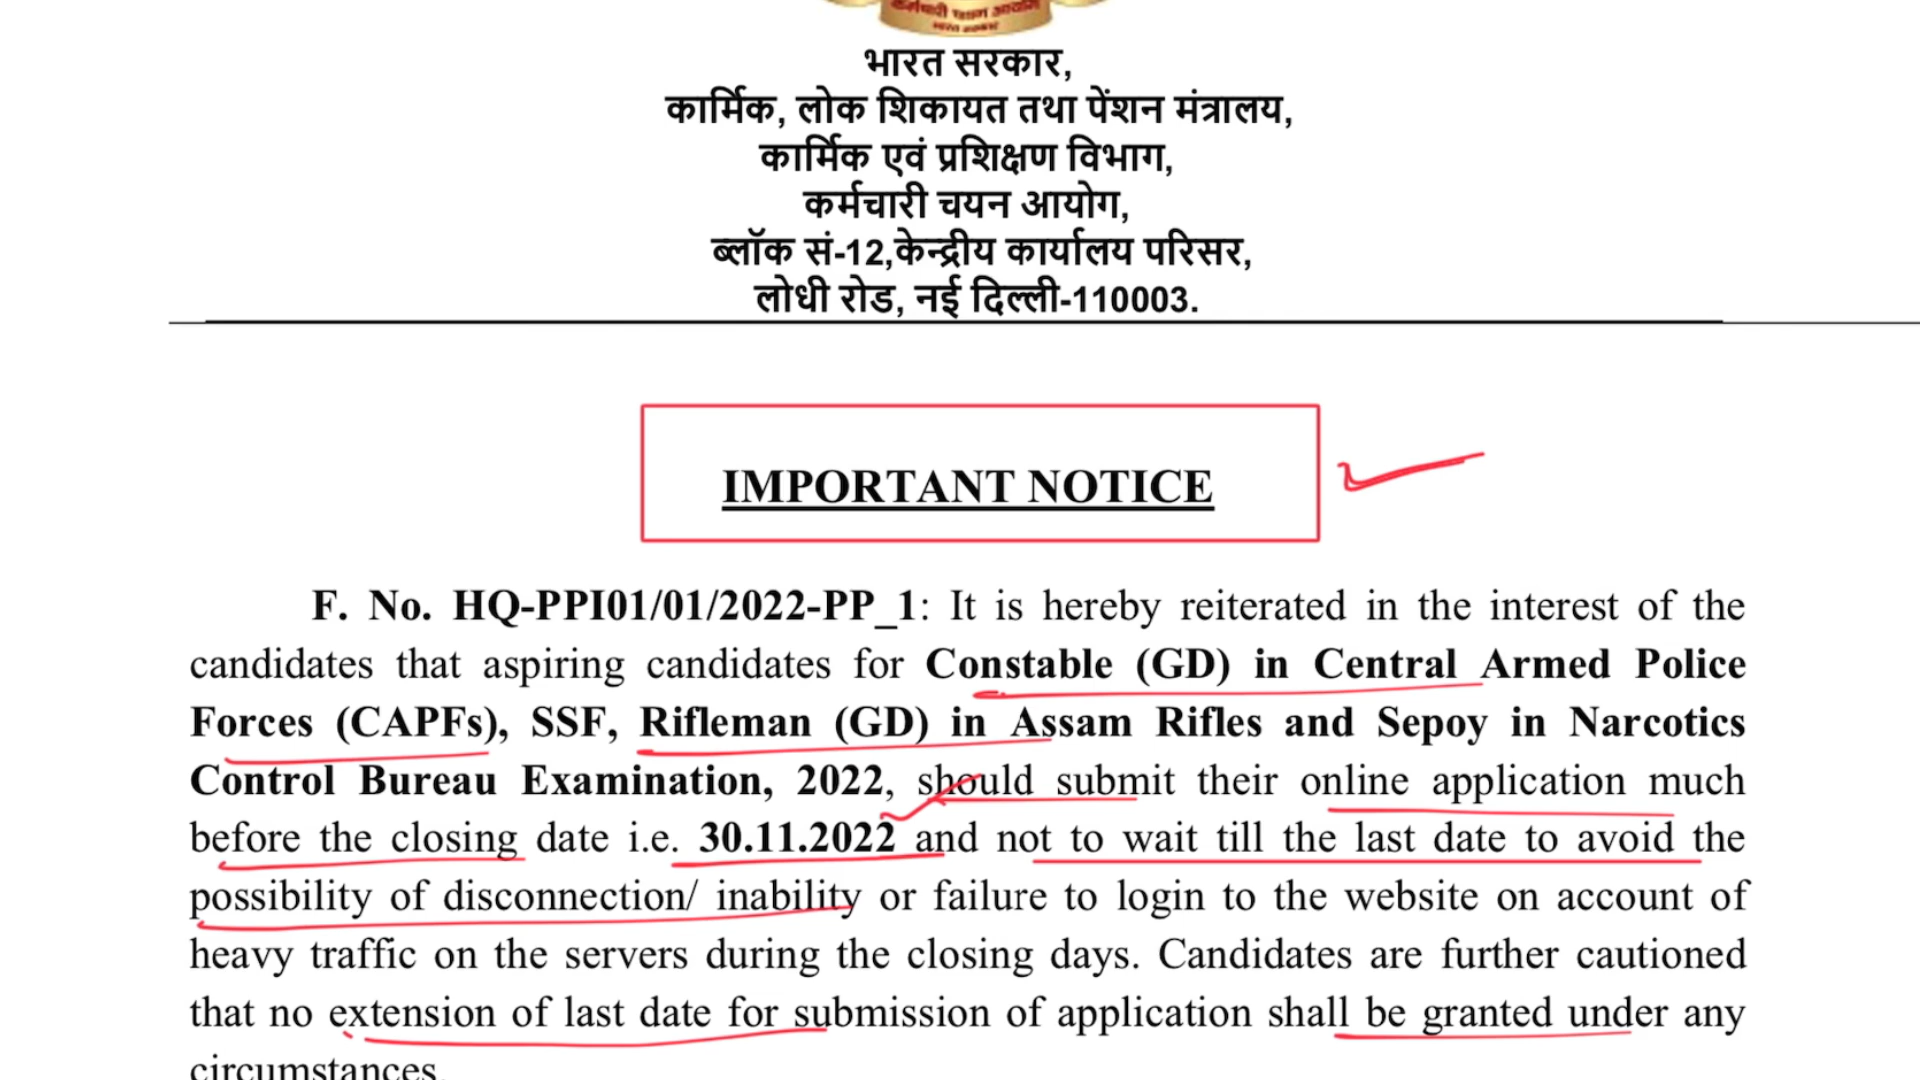 कर्मचारी चयन आयोग
भारत सरकार
भारत सरकार,
कार्मिक, लोक शिकायत तथा पेंशन मंत्रालय,
कार्मिक एवं प्रशिक्षण विभाग,
कर्मचारी चयन आयोग,
ब्लॉक सं-12,केन्द्रीय कार्यालय परिसर,
लोधी रोड, नई दिल्ली-110003.
IMPORTANT NOTICE
F. No. HQ-PPI01/01/2022-PP_1: It is hereby reiterated in the interest of the
candidates that aspiring candidates for Constable (GD) in Central Armed Police
Forces (CAPFs), SSF, Rifleman (GD) in Assam Rifles and Sepoy in Narcotics
Control Bureau Examination, 2022, should submit their online application much
before the closing date i.e. 30.11.2022 and not to wait till the last date to avoid the
possibility of disconnection/ inability or failure to login to the website on account of
heavy traffic on the servers during the closing days. Candidates are further cautioned
that no extension of last date for submission of application shall be granted under any
circumstances.